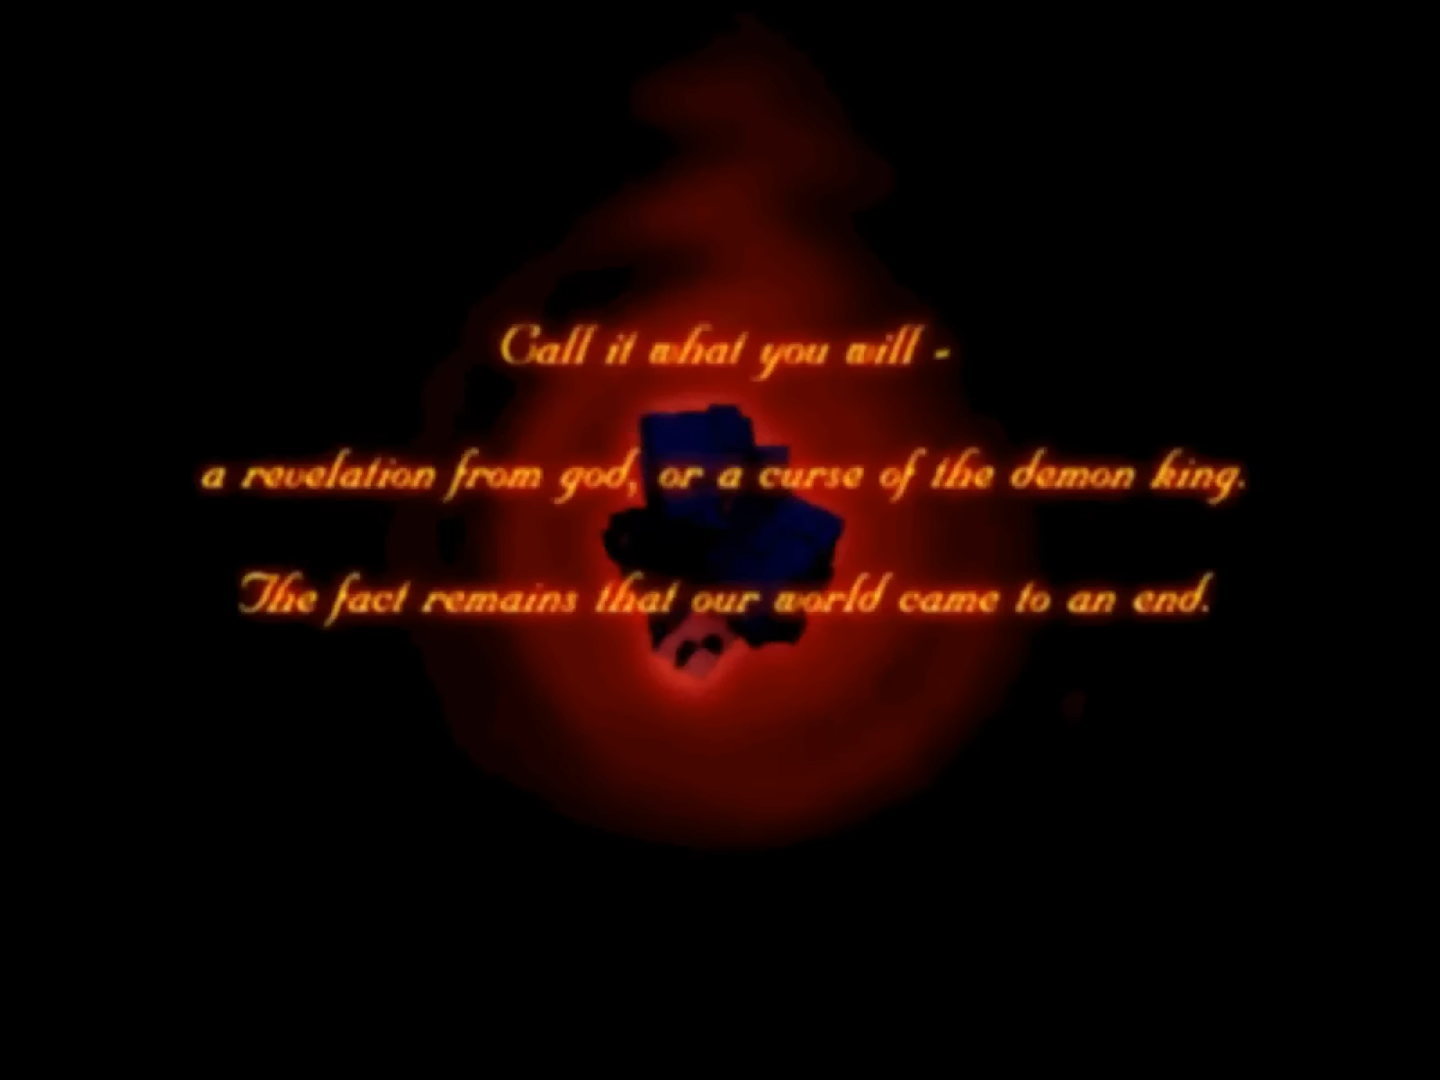 Call it what you will -
a revelation from god, or a curse of the demon king.
The fact remains that our world came to an end.